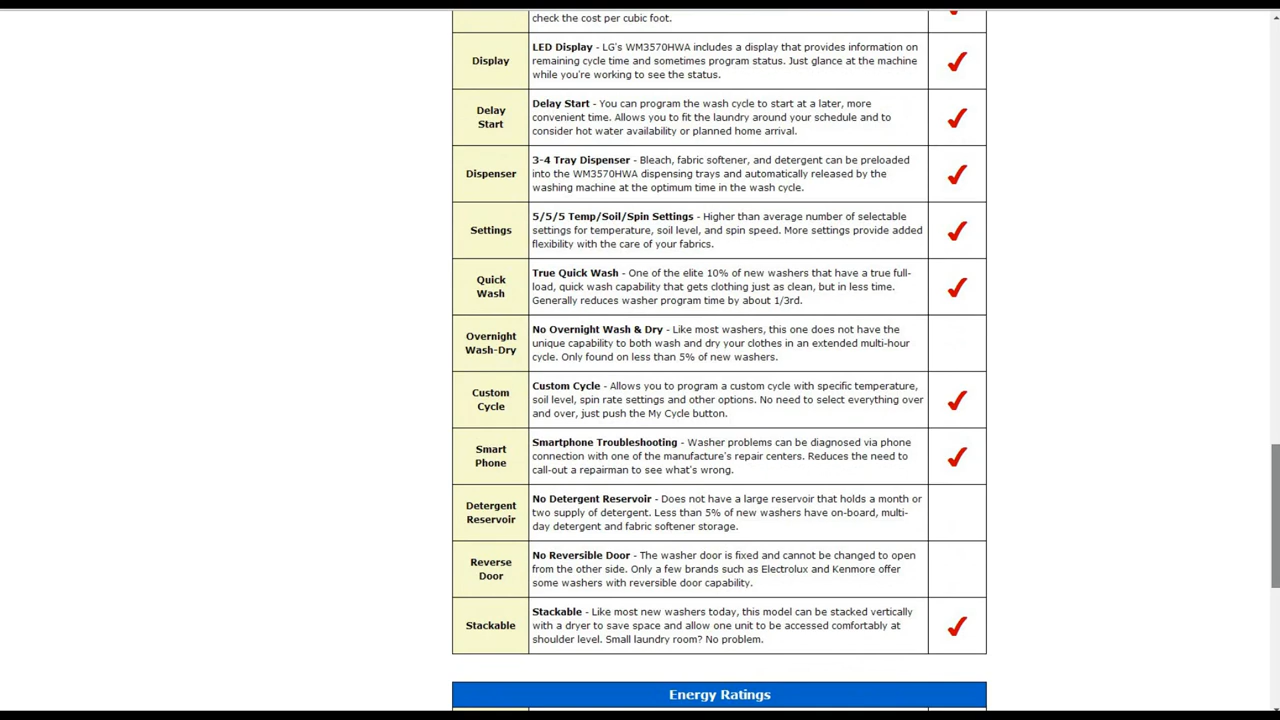 check the cost per cubic foot.
Display
LED Display - LG's WM3570HWA includes a display that provides information on
remaining cycle time and sometimes program status. Just glance at the machine
while you're working to see the status.
Delay
Start
Delay Start - You can program the wash cycle to start at a later, more
convenient time. Allows you to fit the laundry around your schedule and to
consider hot water availability or planned home arrival.
Dispenser
3-4 Tray Dispenser - Bleach, fabric softener, and detergent can be preloaded
into the WM3570HWA dispensing trays and automatically released by the
washing machine at the optimum time in the wash cycle.
Settings
5/5/5 Temp/Soil/Spin Settings - Higher than average number of selectable
settings for temperature, soil level, and spin speed. More settings provide added
flexibility with the care of your fabrics.
Quick
Wash
True Quick Wash - One of the elite 10% of new washers that have a true full-
load, quick wash capability that gets clothing just as clean, but in less time.
Generally reduces washer program time by about 1/3rd.
Overnight
Wash-Dry
No Overnight Wash & Dry - Like most washers, this one does not have the
unique capability to both wash and dry your clothes in an extended multi-hour
cycle. Only found on less than 5% of new washers.
Custom
Cycle
Custom Cycle - Allows you to program a custom cycle with specific temperature,
soil level, spin rate settings and other options. No need to select everything over
and over, just push the My Cycle button.
Smart
Phone
Smartphone Troubleshooting - Washer problems can be diagnosed via phone
connection with one of the manufacture's repair centers. Reduces the need to
call-out a repairman to see what's wrong.
Detergent
Reservoir
No Detergent Reservoir - Does not have a large reservoir that holds a month or
two supply of detergent. Less than 5% of new washers have on-board, multi-
day detergent and fabric softener storage.
Reverse
Door
No Reversible Door - The washer door is fixed and cannot be changed to open
from the other side. Only a few brands such as Electrolux and Kenmore offer
some washers with reversible door capability.
Stackable
Stackable - Like most new washers today, this model can be stacked vertically
with a dryer to save space and allow one unit to be accessed comfortably at
shoulder level. Small laundry room? No problem.
Energy Ratings